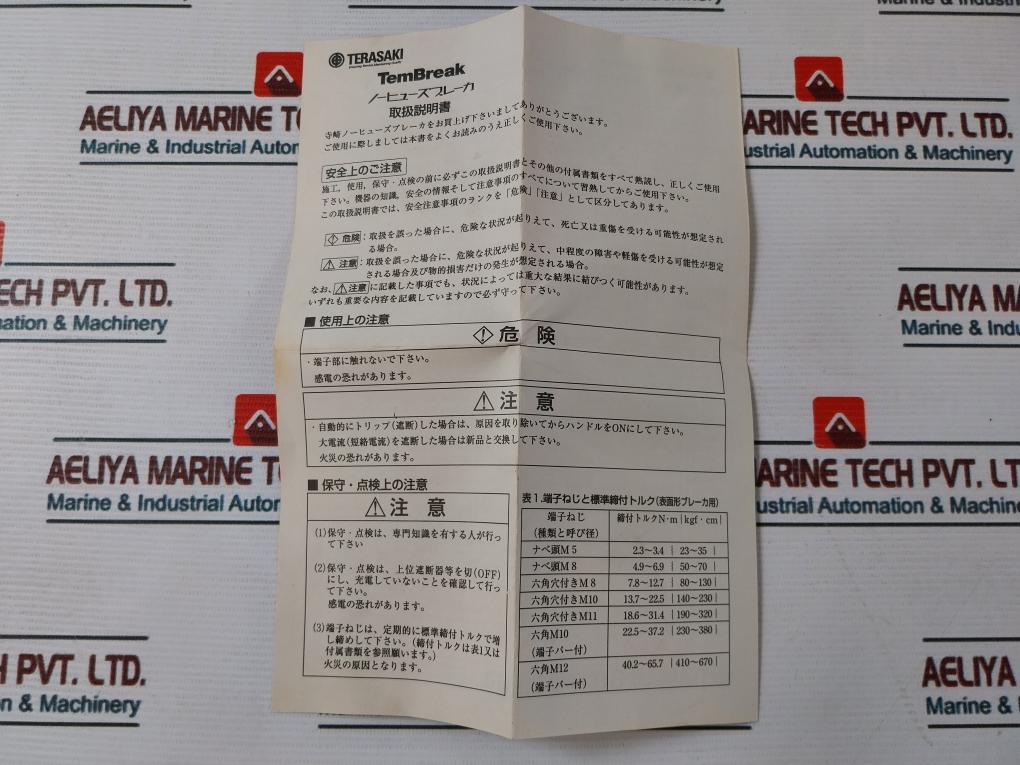 TERASAKI
TemBreak
ノーヒューズブレーカ
取扱説明書
寺崎ノーヒューズブレーカをお買上げ下さいましてありがとうございます。
ご使用に際しましては本書をよくお読みのうえ正しくご使用下さい。
安全上のご注意
施工, 使用, 保守・点検の前に必ずこの取扱説明書とその他の付属書類をすべて熟読し、正しくご使用
下さい。機器の知識, 安全の情報そして注意事項のすべてについて習熟してからご使用下さい。
この取扱説明書では、安全注意事項のランクを「危険」「注意」として区分してあります。
危険 : 取扱を誤った場合に、危険な状況が起りえて、死亡又は重傷を受ける可能性が想定され
る場合。
注意 : 取扱を誤った場合に、危険な状況が起りえて、中程度の障害や軽傷を受ける可能性が想定
される場合及び物的損害だけの発生が想定される場合。
なお、注意に記載した事項でも、状況によっては重大な結果に結びつく可能性があります。
いずれも重要な内容を記載していますので必ず守って下さい。
■ 使用上の注意
危 険
・端子部に触れないで下さい。
感電の恐れがあります。
注 意
・自動的にトリップ(遮断)した場合は、原因を取り除いてからハンドルをONにして下さい。
大電流(短絡電流)を遮断した場合は新品と交換して下さい。
火災の恐れがあります。
■ 保守・点検上の注意
注 意
(1)保守・点検は、専門知識を有する人が行っ
て下さい
(2)保守・点検は、上位遮断器等を切(OFF)
にし、充電していないことを確認して行っ
て下さい。
感電の恐れがあります。
(3)端子ねじは、定期的に標準締付トルクで増
し締めして下さい。(締付トルクは表1又は
付属書類を参照願います。)
火災の原因となります。
表1.端子ねじと標準締付トルク(表面形ブレーカ用)
端子ねじ
(種類と呼び径) 締付トルクN・m|kgf・cm|
ナベ頭M 5 2.3～3.4 | 23～35 |
ナベ頭M 8 4.9～6.9 | 50～70 |
六角穴付きM 8 7.8～12.7 | 80～130|
六角穴付きM10 13.7～22.5 |140～230|
六角穴付きM11 18.6～31.4 |190～320|
六角M10 22.5～37.2 |230～380|
(端子バー付)
六角M12 40.2～65.7 |410～670|
(端子バー付)
AELIYA MARINE T
Marine & Industrial Autom
ARINE TECH PVT. LTD.
ustrial Automation & Machinery
ECH PVT. LTD.
mation & Machinery
AELIYA M
Marine & Indu
AELIYA MARINE TE
Marine & Industrial Automa
ARINE TECH PVT. LTD.
ustrial Automation & Machinery
H PVT. LTD.
n & Machinery
AELIY
Marine &